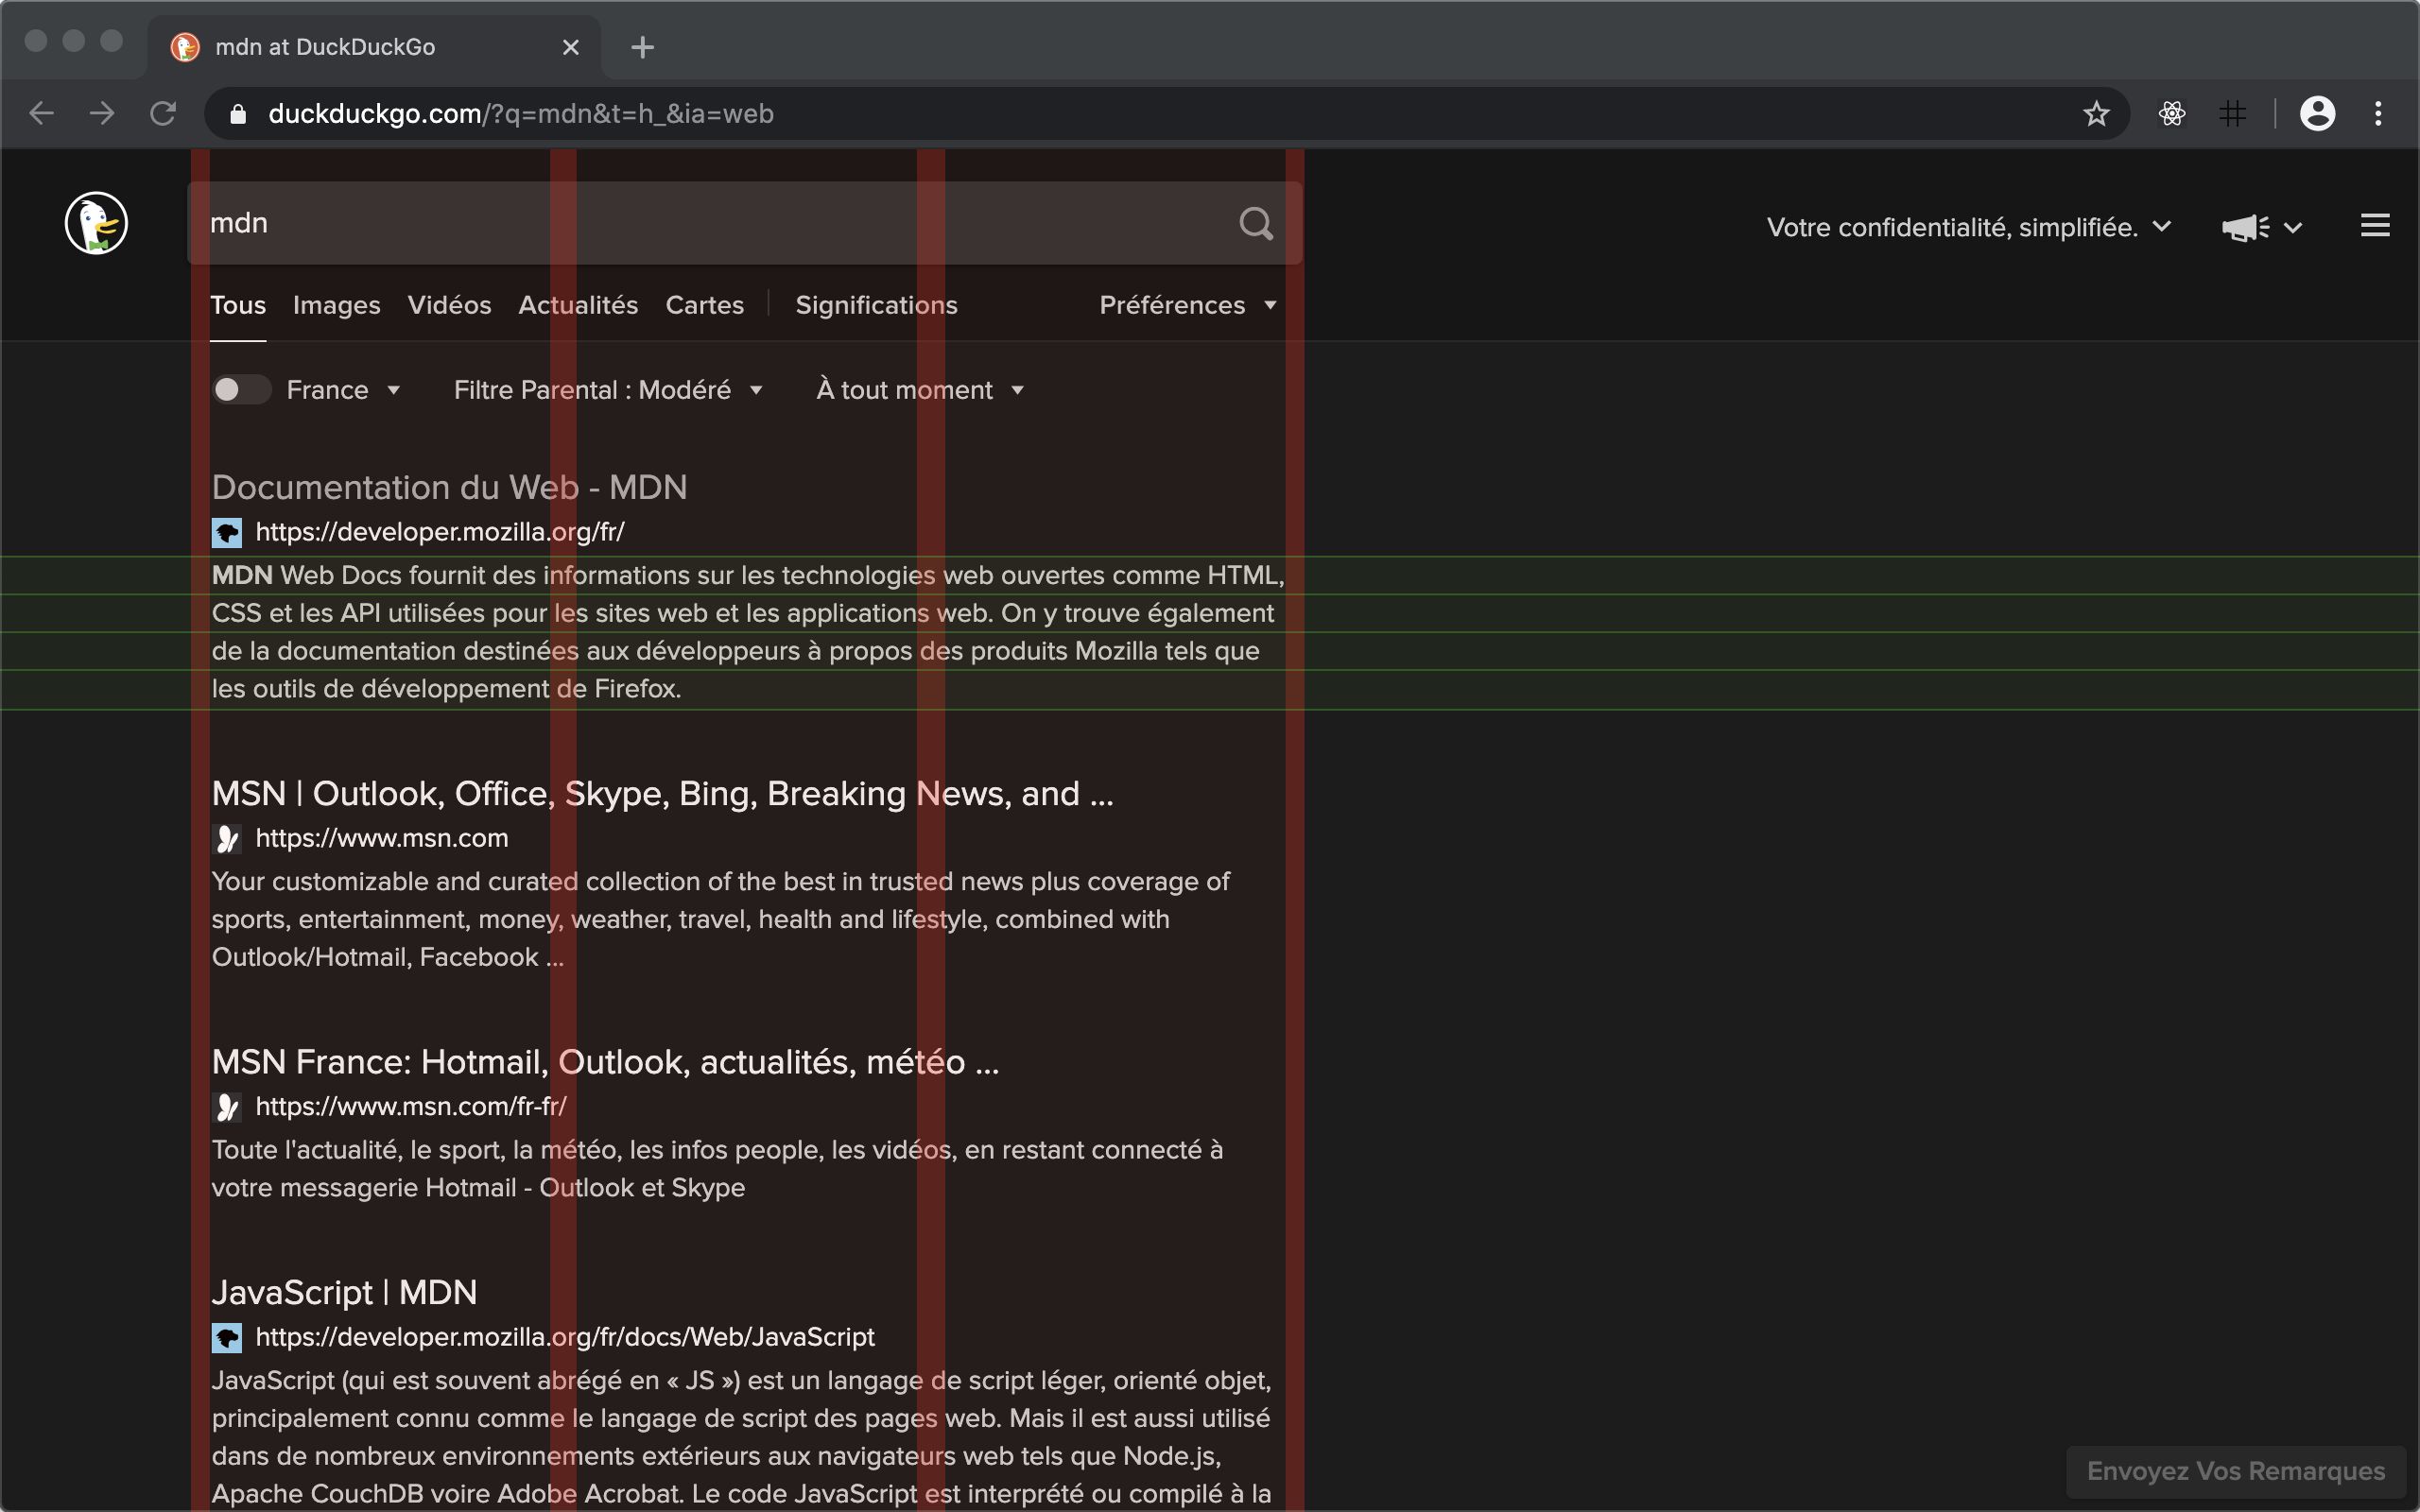 mdn at DuckDuckGo
duckduckgo.com/?q=mdn&t=h_&ia=web
mdn
Votre confidentialité, simplifiée.
Tous Images Vidéos Actualités Cartes Significations Préférences
France Filtre Parental : Modéré À tout moment
Documentation du Web - MDN
https://developer.mozilla.org/fr/
MDN Web Docs fournit des informations sur les technologies web ouvertes comme HTML,
CSS et les API utilisées pour les sites web et les applications web. On y trouve également
de la documentation destinées aux développeurs à propos des produits Mozilla tels que
les outils de développement de Firefox.
MSN | Outlook, Office, Skype, Bing, Breaking News, and ...
https://www.msn.com
Your customizable and curated collection of the best in trusted news plus coverage of
sports, entertainment, money, weather, travel, health and lifestyle, combined with
Outlook/Hotmail, Facebook ...
MSN France: Hotmail, Outlook, actualités, météo ...
https://www.msn.com/fr-fr/
Toute l'actualité, le sport, la météo, les infos people, les vidéos, en restant connecté à
votre messagerie Hotmail - Outlook et Skype
JavaScript | MDN
https://developer.mozilla.org/fr/docs/Web/JavaScript
JavaScript (qui est souvent abrégé en « JS ») est un langage de script léger, orienté objet,
principalement connu comme le langage de script des pages web. Mais il est aussi utilisé
dans de nombreux environnements extérieurs aux navigateurs web tels que Node.js,
Apache CouchDB voire Adobe Acrobat. Le code JavaScript est interprété ou compilé à la
Envoyez Vos Remarques